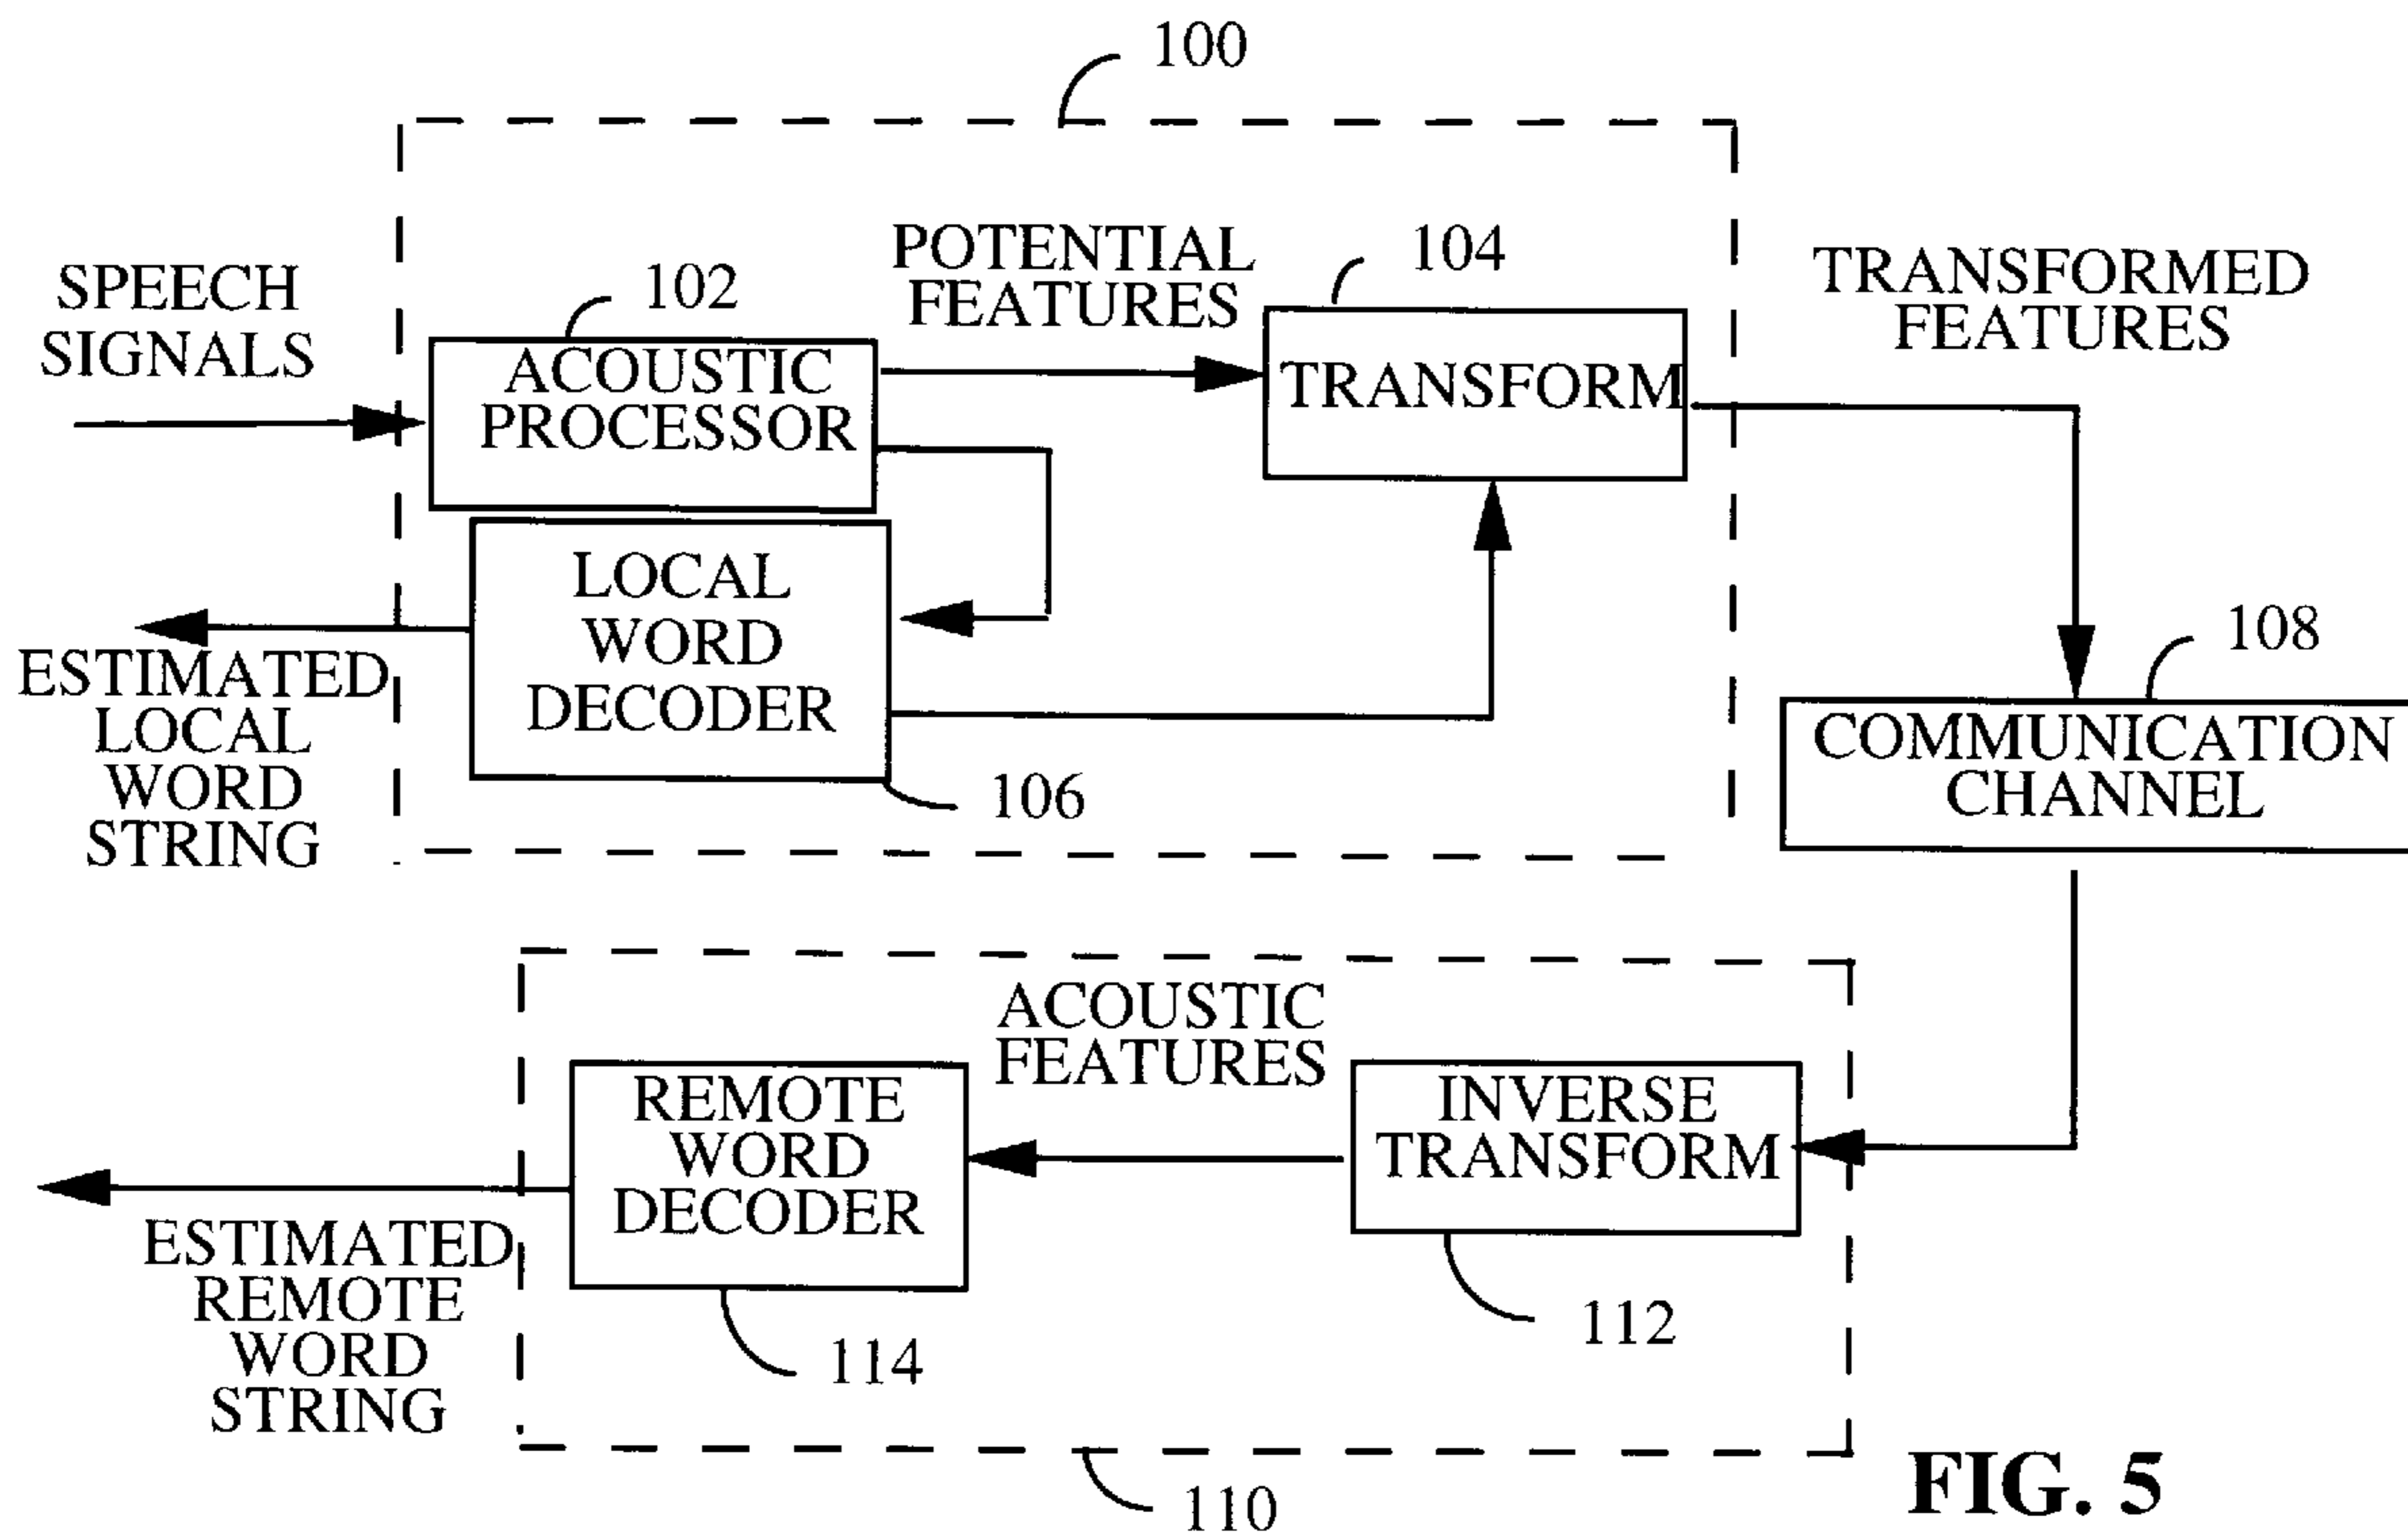 100
SPEECH
SIGNALS
102
ACOUSTIC
PROCESSOR
POTENTIAL
FEATURES
104
TRANSFORM
TRANSFORMED
FEATURES
LOCAL
WORD
DECODER
106
ESTIMATED
LOCAL
WORD
STRING
108
COMMUNICATION
CHANNEL
ACOUSTIC
FEATURES
INVERSE
TRANSFORM
112
REMOTE
WORD
DECODER
114
ESTIMATED
REMOTE
WORD
STRING
110
FIG. 5